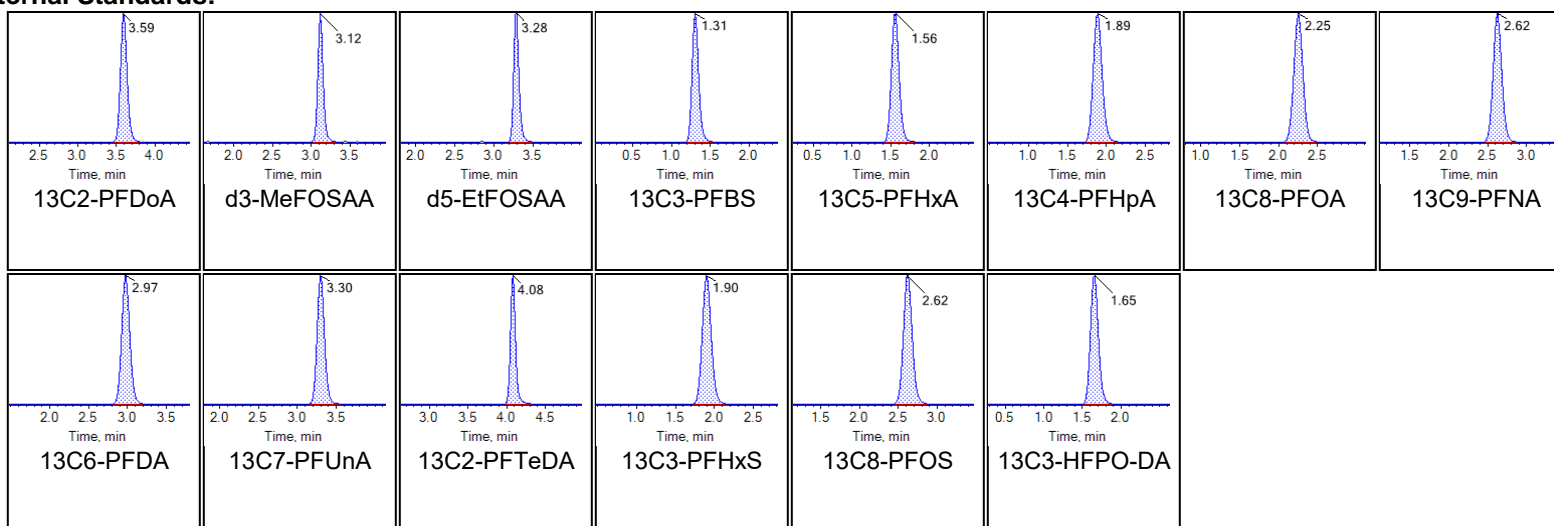 ternal Standards:
3.59
2.5 3.0 3.5 4.0
Time, min
13C2-PFDoA
3.12
2.0 2.5 3.0 3.5
Time, min
d3-MeFOSAA
3.28
2.0 2.5 3.0 3.5
Time, min
d5-EtFOSAA
1.31
0.5 1.0 1.5 2.0
Time, min
13C3-PFBS
1.56
0.5 1.0 1.5 2.0
Time, min
13C5-PFHxA
1.89
1.0 1.5 2.0 2.5
Time, min
13C4-PFHpA
2.25
1.0 1.5 2.0 2.5
Time, min
13C8-PFOA
2.62
1.5 2.0 2.5 3.0
Time, min
13C9-PFNA
2.97
2.0 2.5 3.0 3.5
Time, min
13C6-PFDA
3.30
2.0 2.5 3.0 3.5
Time, min
13C7-PFUnA
4.08
3.0 3.5 4.0 4.5
Time, min
13C2-PFTeDA
1.90
1.0 1.5 2.0 2.5
Time, min
13C3-PFHxS
2.62
1.5 2.0 2.5 3.0
Time, min
13C8-PFOS
1.65
0.5 1.0 1.5 2.0
Time, min
13C3-HFPO-DA